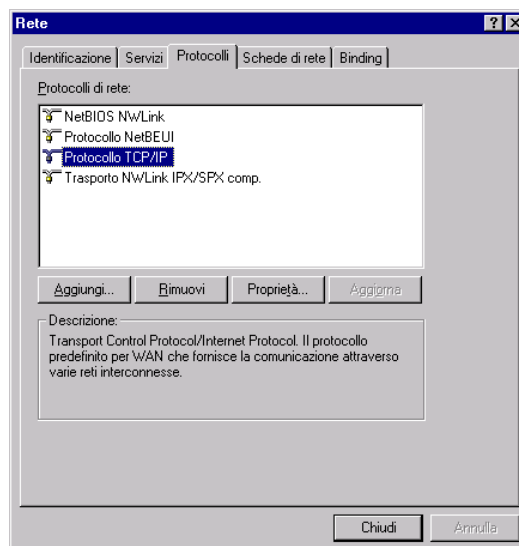 Rete
Identificazione Servizi Protocolli Schede di rete Binding
Protocolli di rete:
NetBIOS NWLink
Protocollo NetBEUI
Protocollo TCP/IP
Trasporto NWLink IPX/SPX comp.
Aggiungi... Rimuovi Proprietà... Aggiorna
Descrizione:
Transport Control Protocol/Internet Protocol. Il protocollo
predefinito per WAN che fornisce la comunicazione attraverso
varie reti interconnesse.
Chiudi Annulla